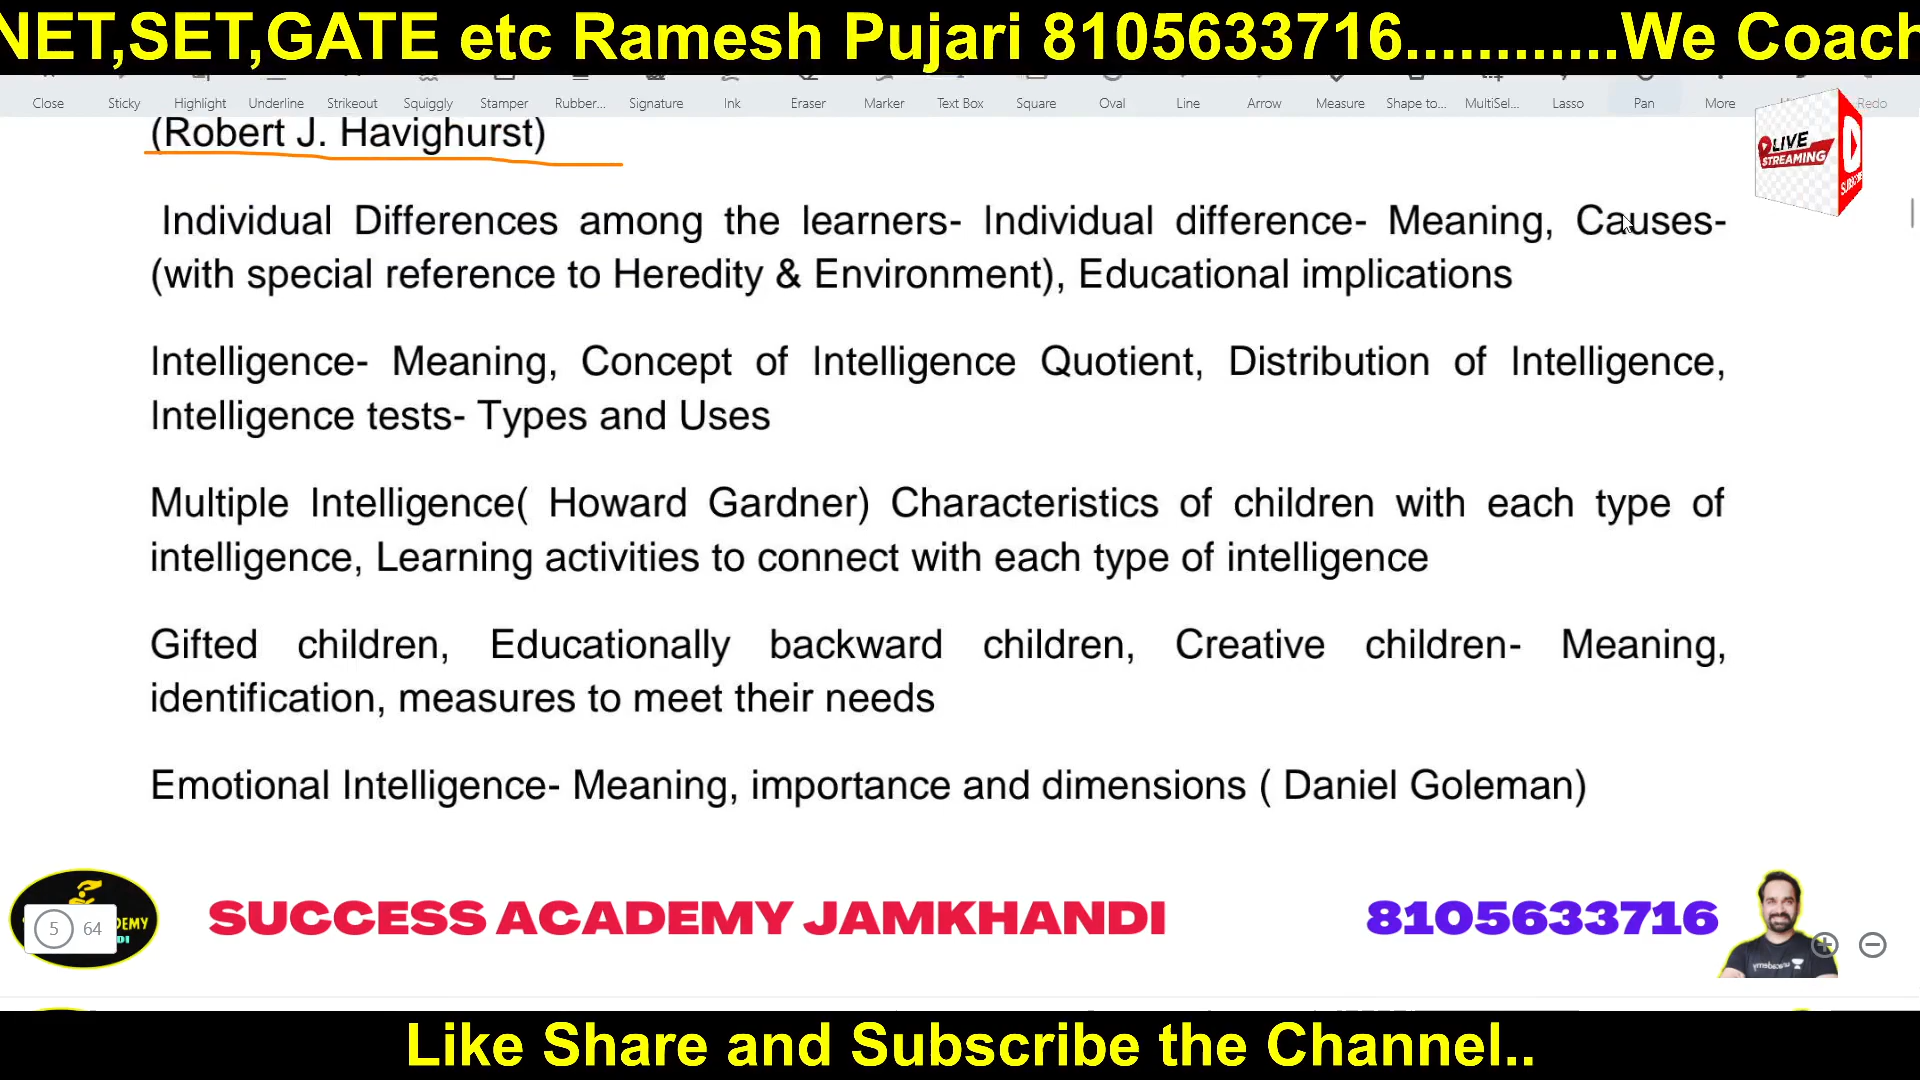 NET,SET,GATE etc Ramesh Pujari 8105633716............We Coach
Close Sticky Highlight Underline Strikeout Squiggly Stamper Rubber... Signature Ink Eraser Marker Text Box Square Oval Line Arrow Measure Shape to... MultiSel... Lasso Pan More Redo
(Robert J. Havighurst)
LIVE
STREAMING
SUBSCRIBE
Individual Differences among the learners- Individual difference- Meaning, Causes-
(with special reference to Heredity & Environment), Educational implications
Intelligence- Meaning, Concept of Intelligence Quotient, Distribution of Intelligence,
Intelligence tests- Types and Uses
Multiple Intelligence( Howard Gardner) Characteristics of children with each type of
intelligence, Learning activities to connect with each type of intelligence
Gifted children, Educationally backward children, Creative children- Meaning,
identification, measures to meet their needs
Emotional Intelligence- Meaning, importance and dimensions ( Daniel Goleman)
5 64
SUCCESS ACADEMY JAMKHANDI 8105633716
Like Share and Subscribe the Channel..